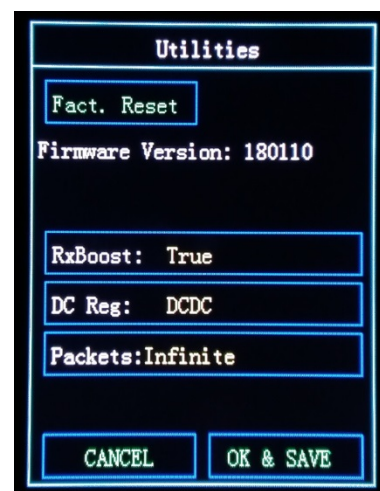 Utilities
Fact. Reset
Firmware Version: 180110
RxBoost: True
DC Reg: DCDC
Packets:Infinite
CANCEL OK & SAVE